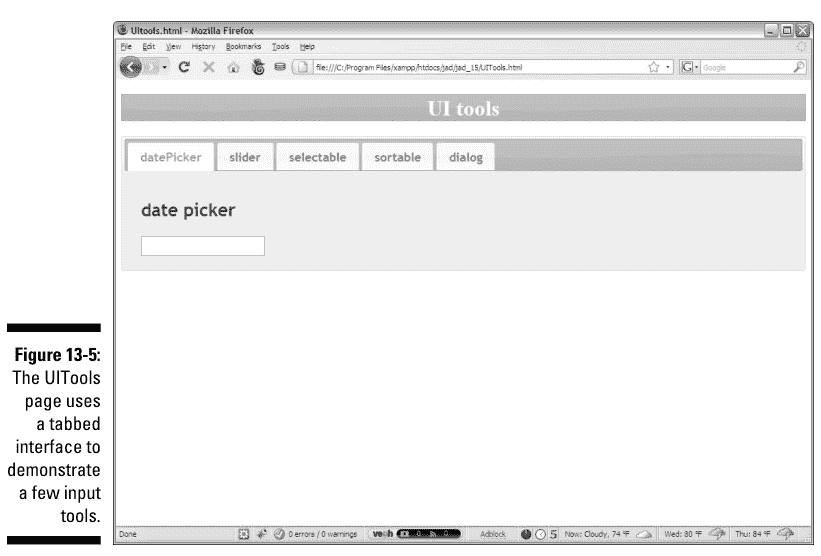 UItools.html - Mozilla Firefox
File Edit View History Bookmarks Tools Help
file:///C:/Program Files/xampp/htdocs/jad/jad_15/UITools.html
Google
UI tools
datePicker slider selectable sortable dialog
date picker
Figure 13-5:
The UITools
page uses
a tabbed
interface to
demonstrate
a few input
tools.
Done 0 errors / 0 warnings veoh Adblock 5 Now: Cloudy, 74 °F Wed: 80 °F Thu: 84 °F